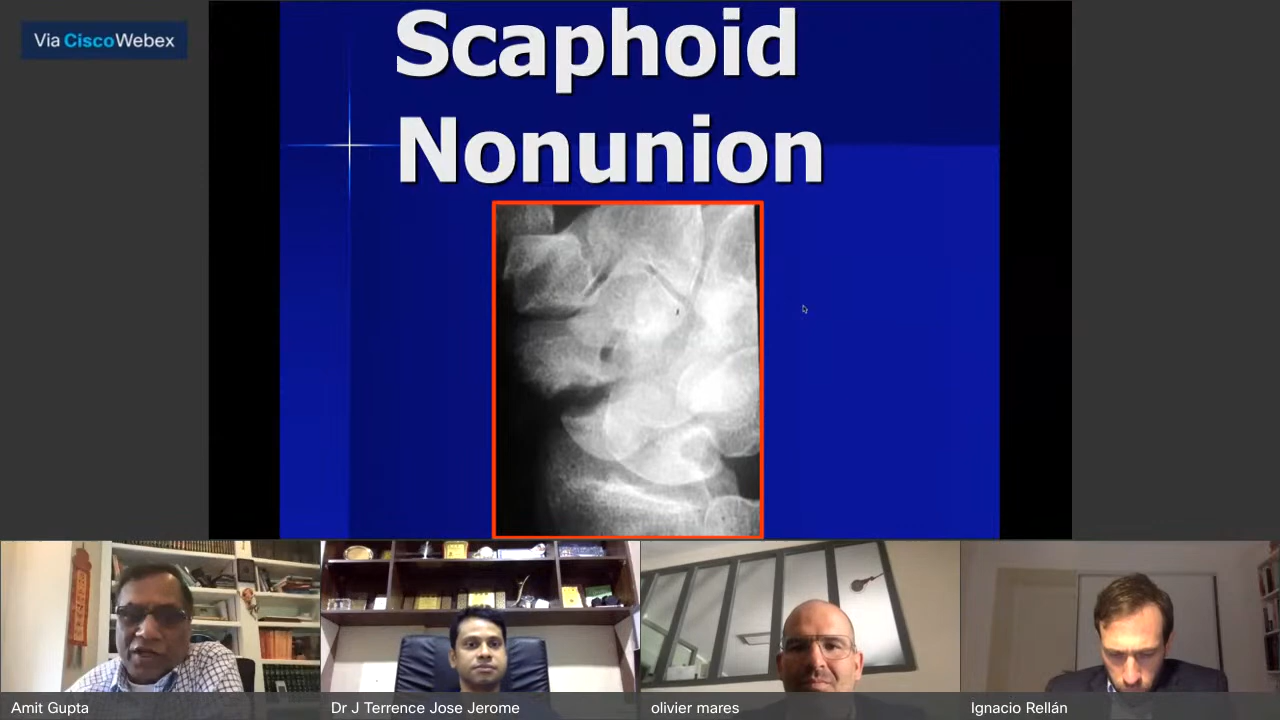 Via CiscoWebex
Scaphoid
Nonunion
Amit Gupta
Dr J Terrence Jose Jerome
olivier mares
Ignacio Rellán